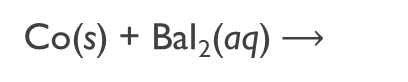 Co(s) + BaI₂(aq) ⟶